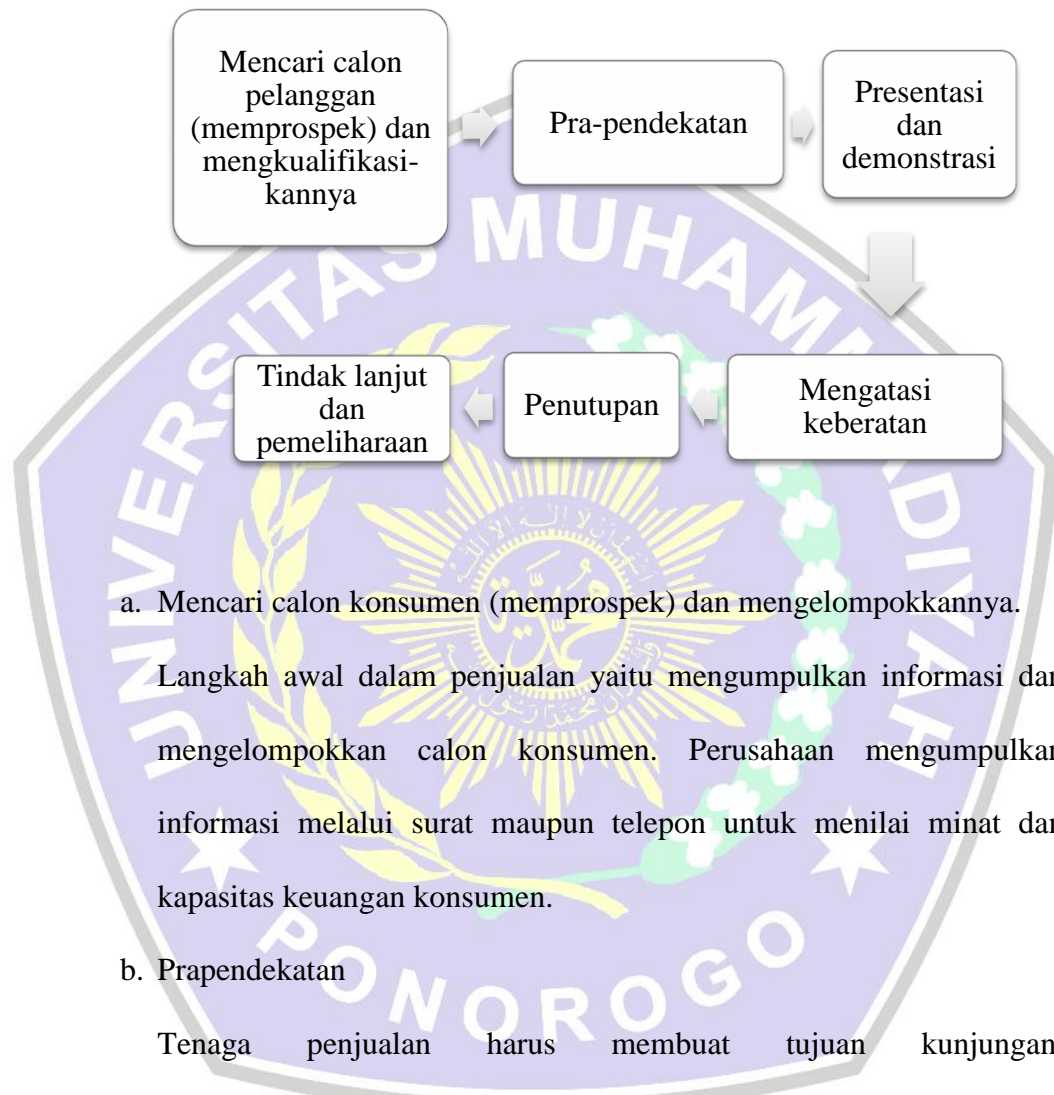 Mencari calon
pelanggan
(memprospek) dan
mengkualifikasi-
kannya
Pra-pendekatan
Presentasi
dan
demonstrasi
Mengatasi
keberatan
Penutupan
Tindak lanjut
dan
pemeliharaan
UNIVERSITAS MUHAMMADIYAH
PONOROGO
a. Mencari calon konsumen (memprospek) dan mengelompokkannya.
Langkah awal dalam penjualan yaitu mengumpulkan informasi dan
mengelompokkan calon konsumen. Perusahaan mengumpulkan
informasi melalui surat maupun telepon untuk menilai minat dan
kapasitas keuangan konsumen.
b. Prapendekatan
Tenaga penjualan harus membuat tujuan kunjungan